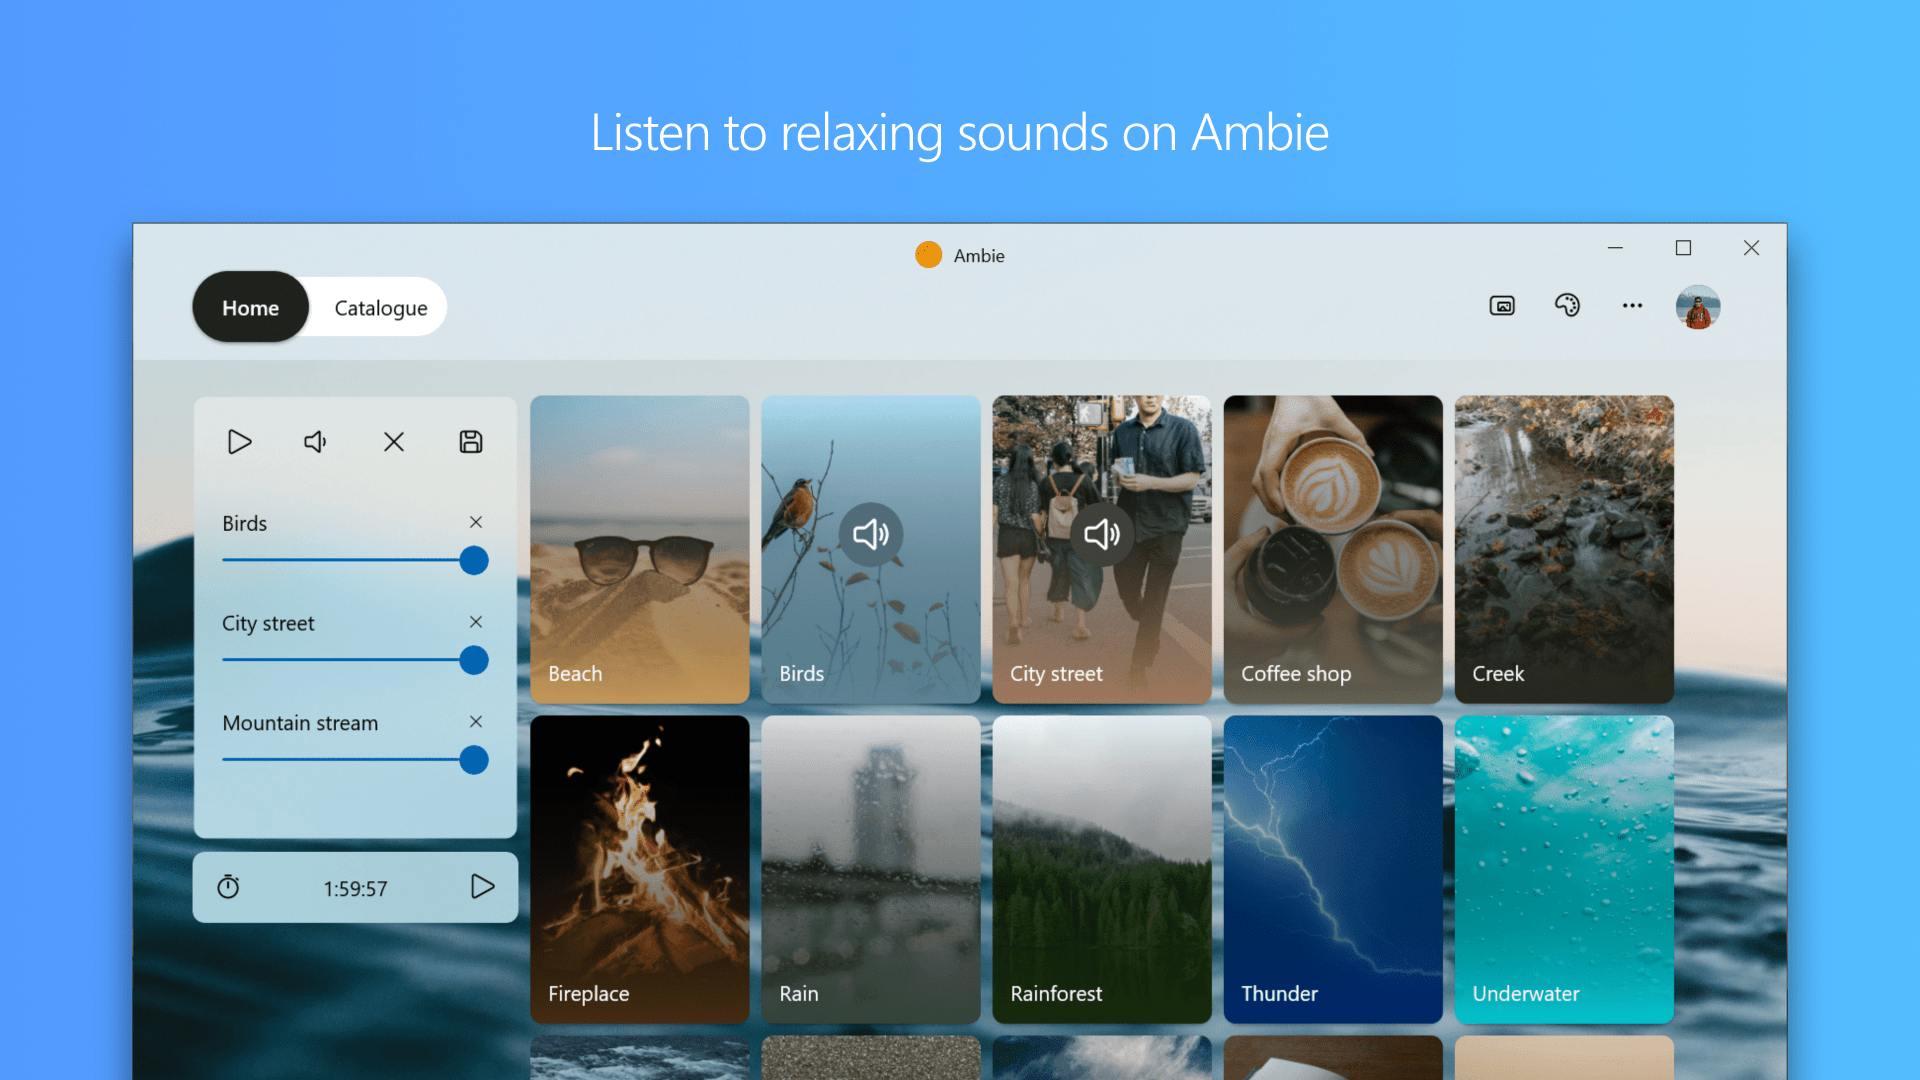 Listen to relaxing sounds on Ambie
Ambie
Home
Catalogue
Birds
City street
Mountain stream
1:59:57
Beach
Birds
City street
Coffee shop
Creek
Fireplace
Rain
Rainforest
Thunder
Underwater